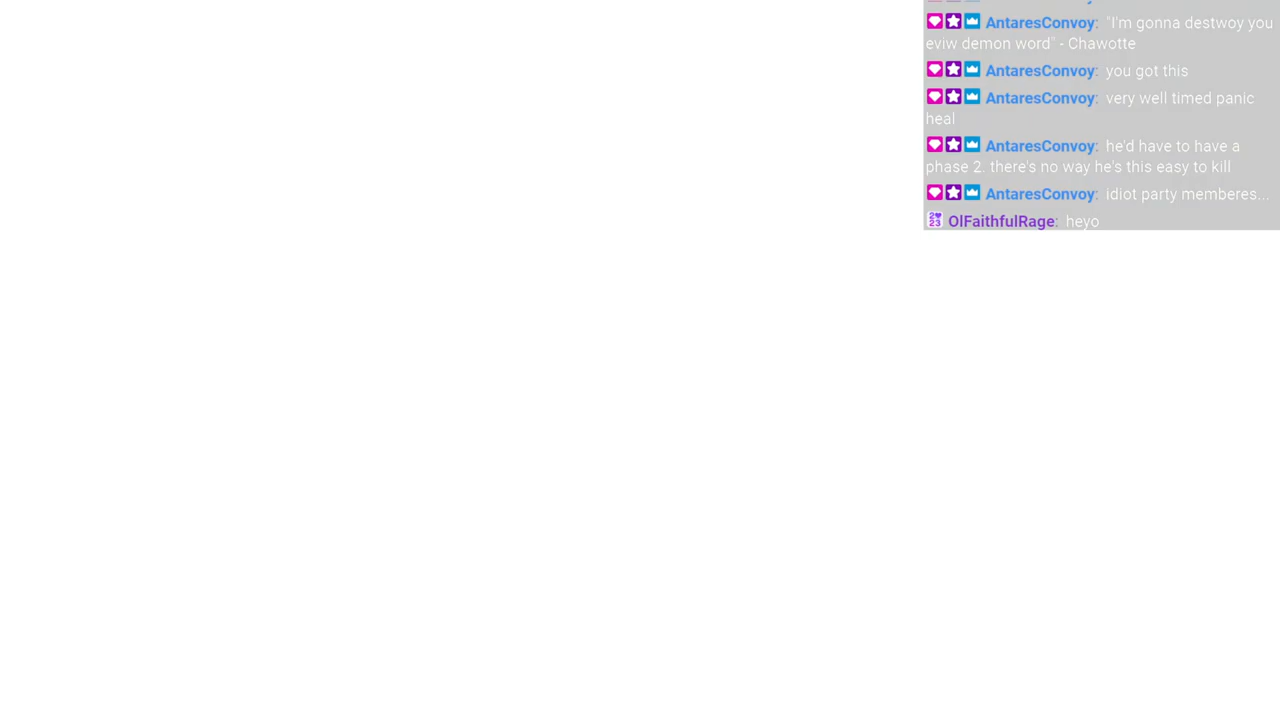 AntaresConvoy: "I'm gonna destwoy you
eviw demon word" - Chawotte
AntaresConvoy: you got this
AntaresConvoy: very well timed panic
heal
AntaresConvoy: he'd have to have a
phase 2. there's no way he's this easy to kill
AntaresConvoy: idiot party memberes...
2023 OlFaithfulRage: heyo